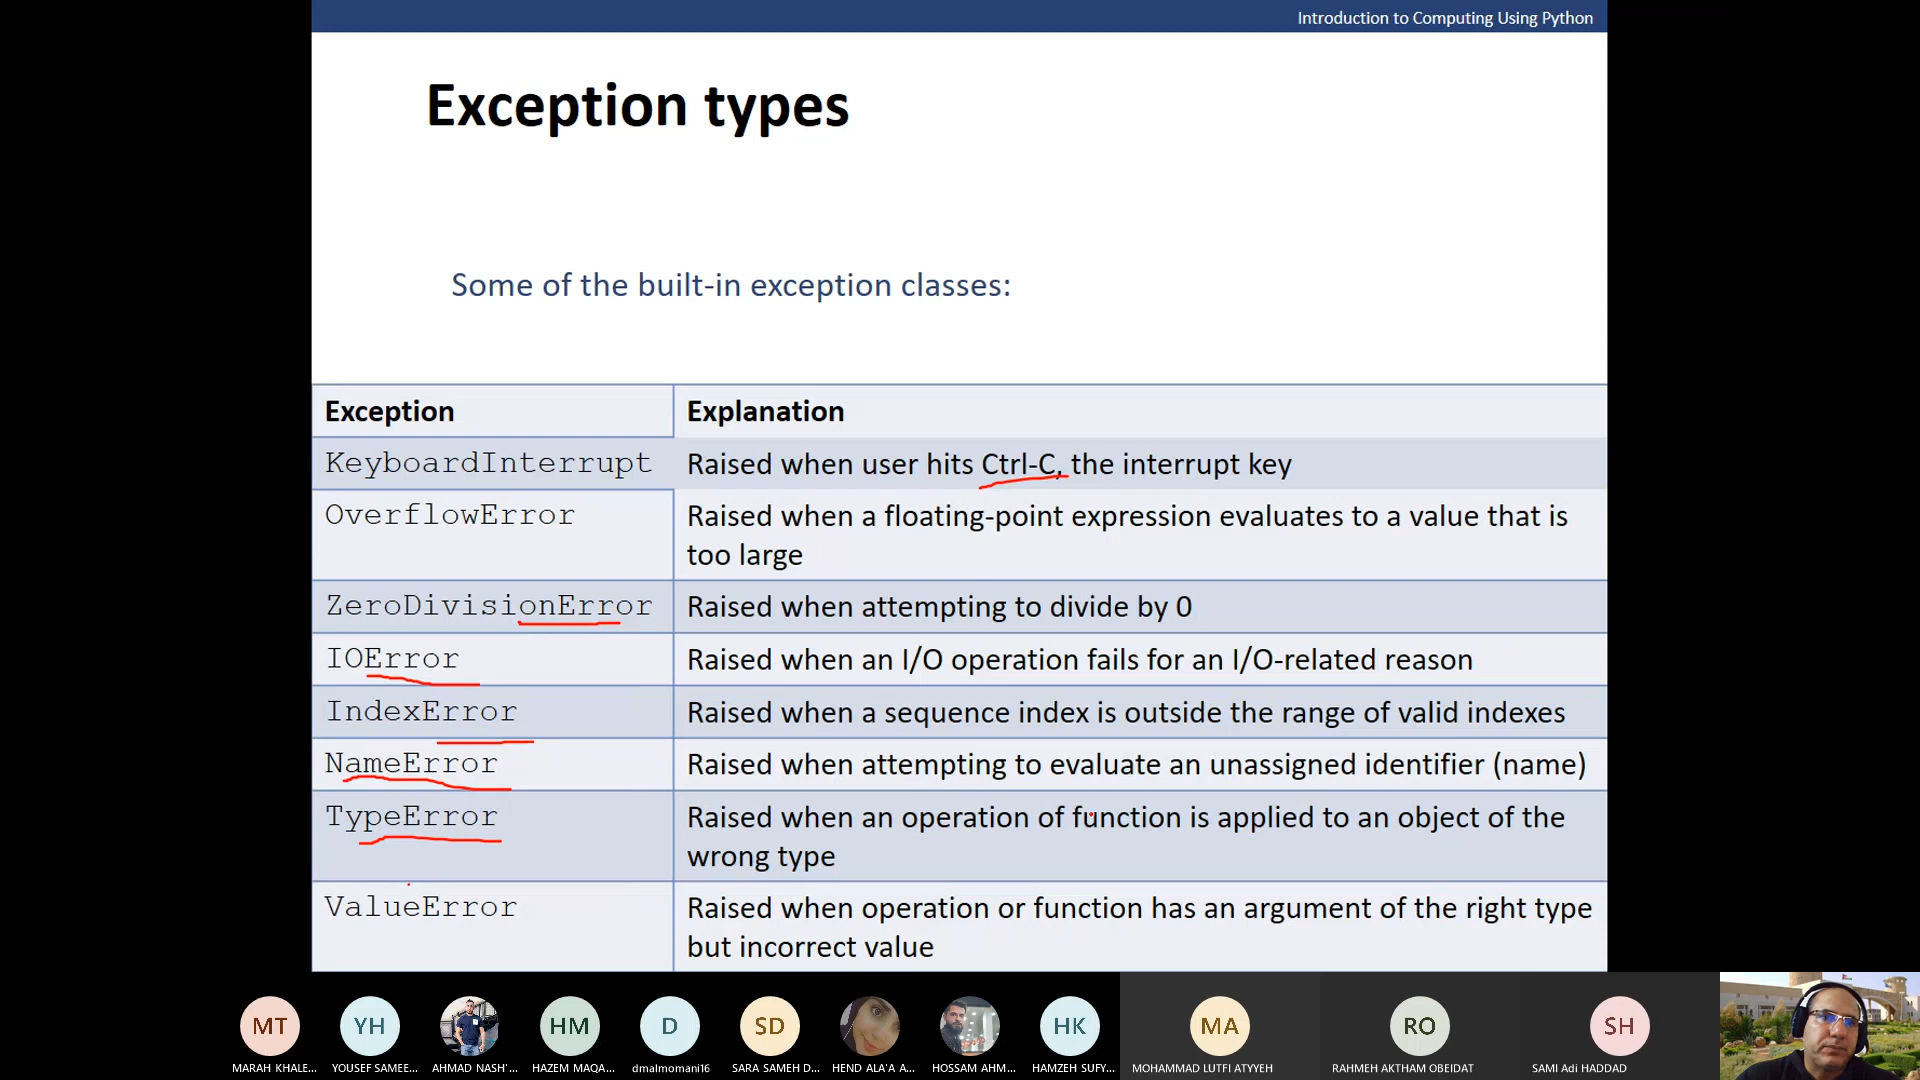 Introduction to Computing Using Python
Exception types
Some of the built-in exception classes:
Exception Explanation
KeyboardInterrupt Raised when user hits Ctrl-C, the interrupt key
OverflowError Raised when a floating-point expression evaluates to a value that is
too large
ZeroDivisionError Raised when attempting to divide by 0
IOError Raised when an I/O operation fails for an I/O-related reason
IndexError Raised when a sequence index is outside the range of valid indexes
NameError Raised when attempting to evaluate an unassigned identifier (name)
TypeError Raised when an operation of function is applied to an object of the
wrong type
ValueError Raised when operation or function has an argument of the right type
but incorrect value
MT YH HM D SD HK MA RO SH
MARAH KHALE... YOUSEF SAMEE... AHMAD NASH'... HAZEM MAQA... dmalmomani16 SARA SAMEH D... HEND ALA'A A... HOSSAM AHM... HAMZEH SUFY... MOHAMMAD LUTFI ATYYEH RAHMEH AKTHAM OBEIDAT SAMI Adi HADDAD